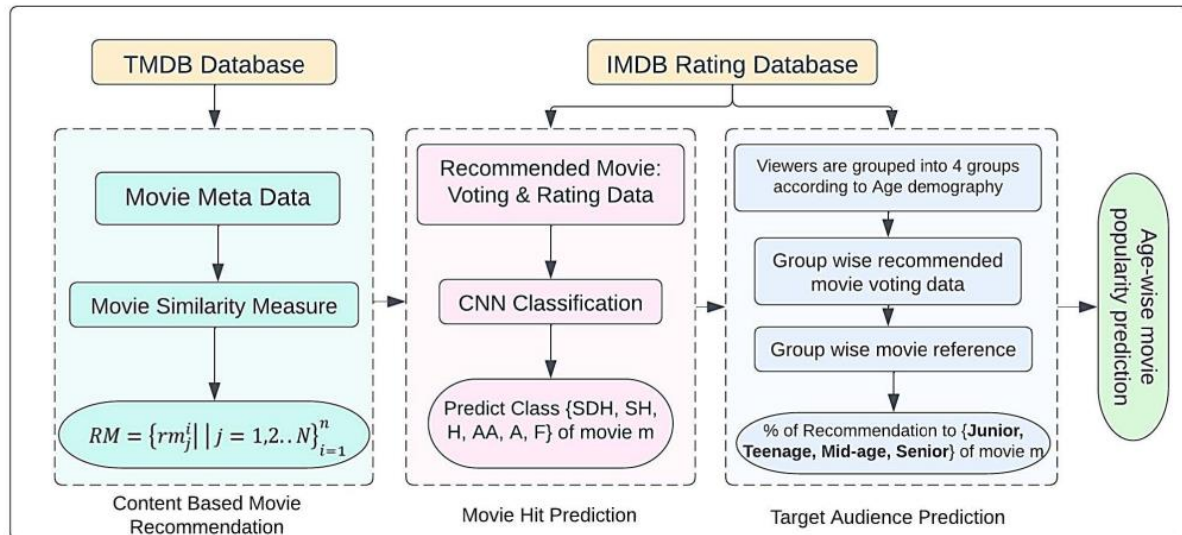 TMDB Database
IMDB Rating Database
Movie Meta Data
Movie Similarity Measure
RM = {rm_j^i| | j = 1,2..N}_{i=1}^n
Content Based Movie
Recommendation
Recommended Movie:
Voting & Rating Data
CNN Classification
Predict Class {SDH, SH,
H, AA, A, F} of movie m
Movie Hit Prediction
Viewers are grouped into 4 groups
according to Age demography
Group wise recommended
movie voting data
Group wise movie reference
% of Recommendation to {Junior,
Teenage, Mid-age, Senior} of movie m
Target Audience Prediction
Age-wise movie
popularity prediction